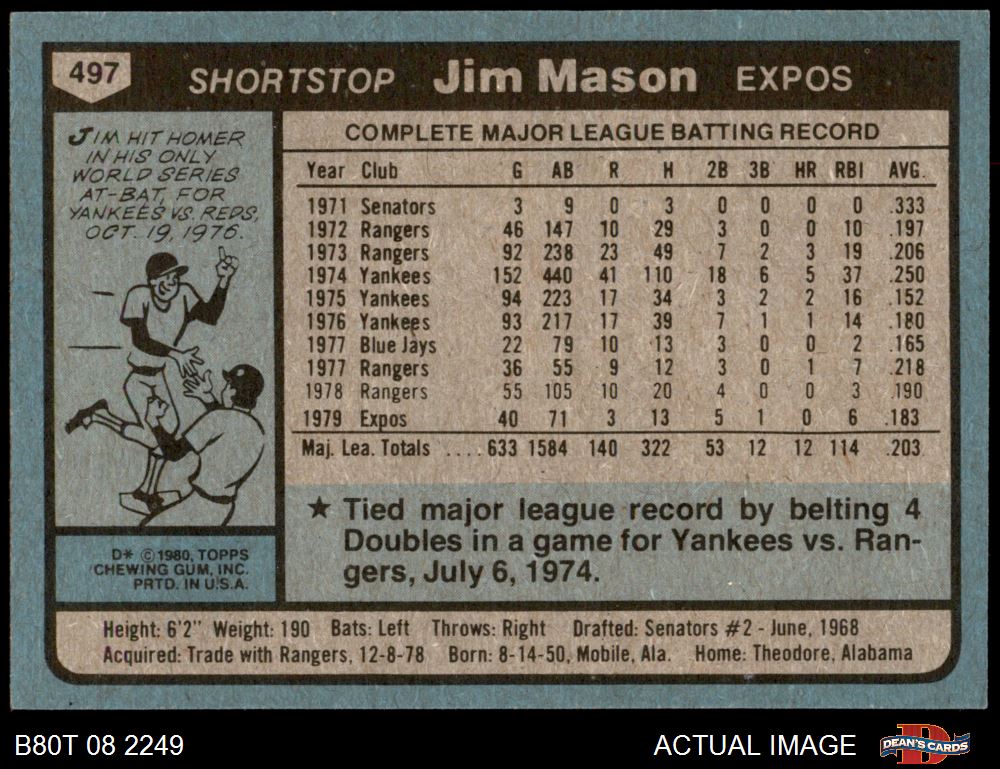 497 SHORTSTOP Jim Mason EXPOS
JIM HIT HOMER
IN HIS ONLY
WORLD SERIES
AT-BAT, FOR
YANKEES VS. REDS,
OCT. 19, 1976.
COMPLETE MAJOR LEAGUE BATTING RECORD
Year Club G AB R H 2B 3B HR RBI AVG.
1971 Senators 3 9 0 3 0 0 0 0 .333
1972 Rangers 46 147 10 29 3 0 0 10 .197
1973 Rangers 92 238 23 49 7 2 3 19 .206
1974 Yankees 152 440 41 110 18 6 5 37 .250
1975 Yankees 94 223 17 34 3 2 2 16 .152
1976 Yankees 93 217 17 39 7 1 1 14 .180
1977 Blue Jays 22 79 10 13 3 0 0 2 .165
1977 Rangers 36 55 9 12 3 0 1 7 .218
1978 Rangers 55 105 10 20 4 0 0 3 .190
1979 Expos 40 71 3 13 5 1 0 6 .183
Maj. Lea. Totals .... 633 1584 140 322 53 12 12 114 .203
★ Tied major league record by belting 4
Doubles in a game for Yankees vs. Ran-
gers, July 6, 1974.
D* © 1980, TOPPS
CHEWING GUM, INC.
PRTD. IN U.S.A.
Height: 6'2" Weight: 190 Bats: Left Throws: Right Drafted: Senators #2 - June, 1968
Acquired: Trade with Rangers, 12-8-78 Born: 8-14-50, Mobile, Ala. Home: Theodore, Alabama
B80T 08 2249 ACTUAL IMAGE DEAN'S CARDS